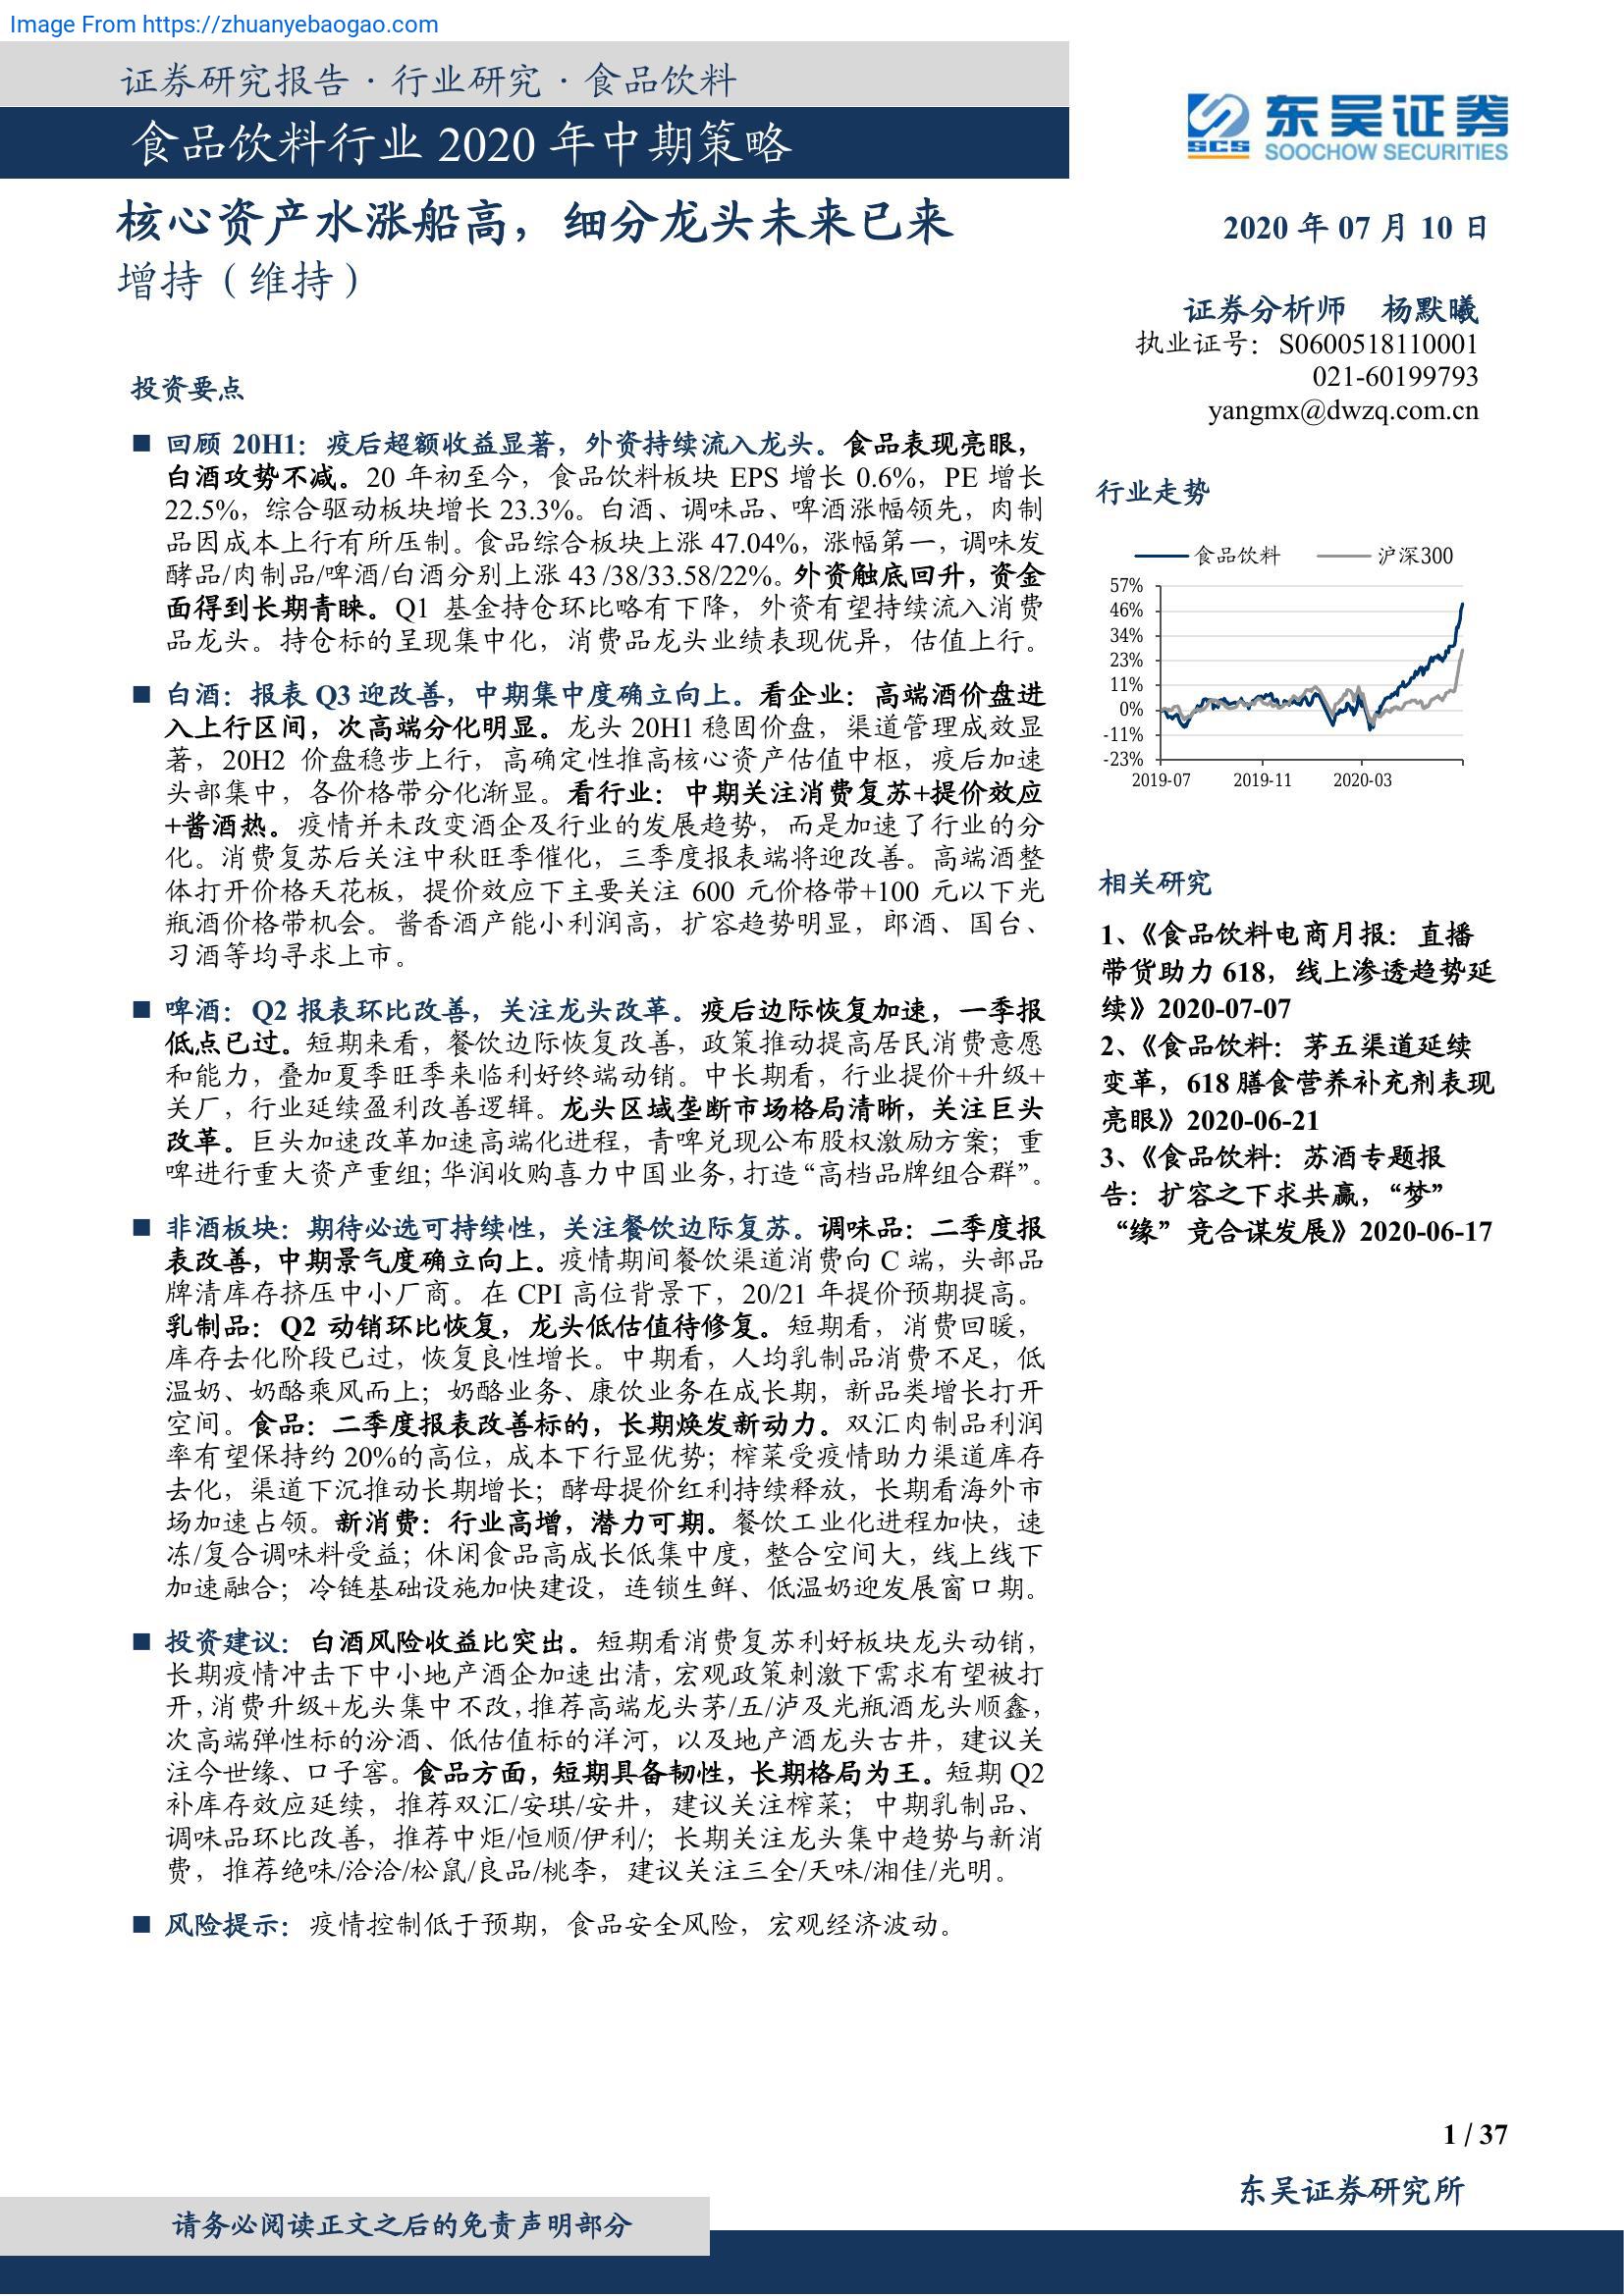 Image From https://zhuanyebaogao.com
证券研究报告·行业研究·食品饮料
食品饮料行业 2020 年中期策略
东吴证券
SCS SOOCHOW SECURITIES
核心资产水涨船高，细分龙头未来已来
增持（维持）
投资要点
■ 回顾 20H1：疫后超额收益显著，外资持续流入龙头。食品表现亮眼，
白酒攻势不减。20 年初至今，食品饮料板块 EPS 增长 0.6%，PE 增长
22.5%，综合驱动板块增长 23.3%。白酒、调味品、啤酒涨幅领先，肉制
品因成本上行有所压制。食品综合板块上涨 47.04%，涨幅第一，调味发
酵品/肉制品/啤酒/白酒分别上涨 43 /38/33.58/22%。外资触底回升，资金
面得到长期青睐。Q1 基金持仓环比略有下降，外资有望持续流入消费
品龙头。持仓标的呈现集中化，消费品龙头业绩表现优异，估值上行。
■ 白酒：报表 Q3 迎改善，中期集中度确立向上。看企业：高端酒价盘进
入上行区间，次高端分化明显。龙头 20H1 稳固价盘，渠道管理成效显
著，20H2 价盘稳步上行，高确定性推高核心资产估值中枢，疫后加速
头部集中，各价格带分化渐显。看行业：中期关注消费复苏+提价效应
+酱酒热。疫情并未改变酒企及行业的发展趋势，而是加速了行业的分
化。消费复苏后关注中秋旺季催化，三季度报表端将迎改善。高端酒整
体打开价格天花板，提价效应下主要关注 600 元价格带+100 元以下光
瓶酒价格带机会。酱香酒产能小利润高，扩容趋势明显，郎酒、国台、
习酒等均寻求上市。
■ 啤酒：Q2 报表环比改善，关注龙头改革。疫后边际恢复加速，一季报
低点已过。短期来看，餐饮边际恢复改善，政策推动提高居民消费意愿
和能力，叠加夏季旺季来临利好终端动销。中长期看，行业提价+升级+
关厂，行业延续盈利改善逻辑。龙头区域垄断市场格局清晰，关注巨头
改革。巨头加速改革加速高端化进程，青啤兑现公布股权激励方案；重
啤进行重大资产重组；华润收购喜力中国业务，打造“高档品牌组合群”。
■ 非酒板块：期待必选可持续性，关注餐饮边际复苏。调味品：二季度报
表改善，中期景气度确立向上。疫情期间餐饮渠道消费向 C 端，头部品
牌清库存挤压中小厂商。在 CPI 高位背景下，20/21 年提价预期提高。
乳制品：Q2 动销环比恢复，龙头低估值待修复。短期看，消费回暖，
库存去化阶段已过，恢复良性增长。中期看，人均乳制品消费不足，低
温奶、奶酪乘风而上；奶酪业务、康饮业务在成长期，新品类增长打开
空间。食品：二季度报表改善标的，长期焕发新动力。双汇肉制品利润
率有望保持约 20%的高位，成本下行显优势；榨菜受疫情助力渠道库存
去化，渠道下沉推动长期增长；酵母提价红利持续释放，长期看海外市
场加速占领。新消费：行业高增，潜力可期。餐饮工业化进程加快，速
冻/复合调味料受益；休闲食品高成长低集中度，整合空间大，线上线下
加速融合；冷链基础设施加快建设，连锁生鲜、低温奶迎发展窗口期。
■ 投资建议：白酒风险收益比突出。短期看消费复苏利好板块龙头动销，
长期疫情冲击下中小地产酒企加速出清，宏观政策刺激下需求有望被打
开，消费升级+龙头集中不改，推荐高端龙头茅/五/泸及光瓶酒龙头顺鑫，
次高端弹性标的汾酒、低估值标的洋河，以及地产酒龙头古井，建议关
注今世缘、口子窖。食品方面，短期具备韧性，长期格局为王。短期 Q2
补库存效应延续，推荐双汇/安琪/安井，建议关注榨菜；中期乳制品、
调味品环比改善，推荐中炬/恒顺/伊利/；长期关注龙头集中趋势与新消
费，推荐绝味/洽洽/松鼠/良品/桃李，建议关注三全/天味/湘佳/光明。
■ 风险提示：疫情控制低于预期，食品安全风险，宏观经济波动。
2020 年 07 月 10 日
证券分析师 杨默曦
执业证号：S0600518110001
021-60199793
yangmx@dwzq.com.cn
行业走势
食品饮料 沪深300
57%
46%
34%
23%
11%
0%
-11%
-23%
2019-07 2019-11 2020-03
相关研究
1、《食品饮料电商月报：直播
带货助力 618，线上渗透趋势延
续》2020-07-07
2、《食品饮料：茅五渠道延续
变革，618 膳食营养补充剂表现
亮眼》2020-06-21
3、《食品饮料：苏酒专题报
告：扩容之下求共赢，“梦”
“缘”竞合谋发展》2020-06-17
1 / 37
东吴证券研究所
请务必阅读正文之后的免责声明部分